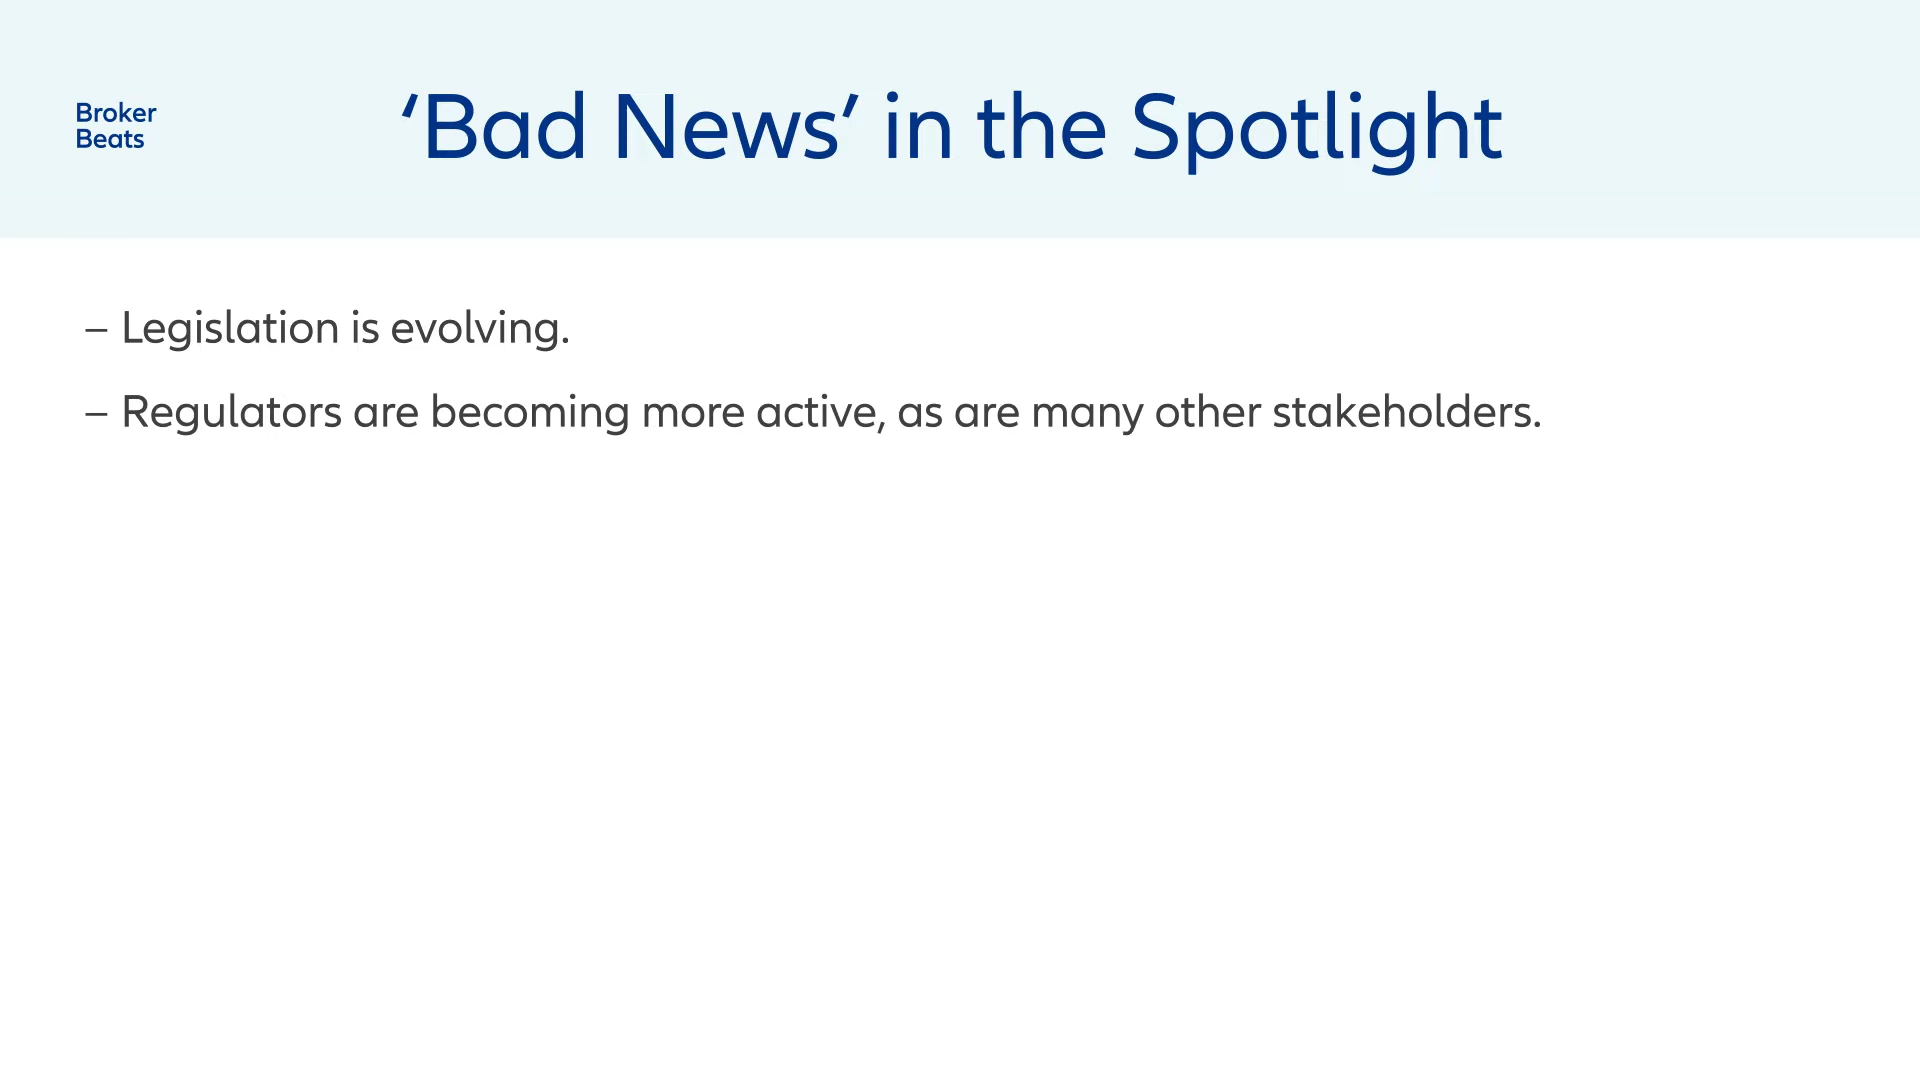 Broker
Beats
‘Bad News’ in the Spotlight
– Legislation is evolving.
– Regulators are becoming more active, as are many other stakeholders.